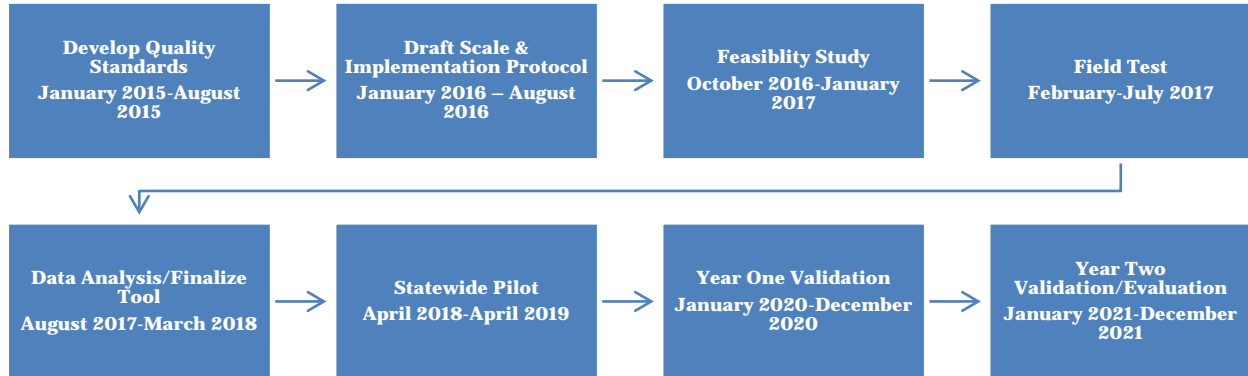 Develop Quality
Standards
January 2015-August
2015
Draft Scale &
Implementation Protocol
January 2016 – August
2016
Feasiblity Study
October 2016-January
2017
Field Test
February-July 2017
Data Analysis/Finalize
Tool
August 2017-March 2018
Statewide Pilot
April 2018-April 2019
Year One Validation
January 2020-December
2020
Year Two
Validation/Evaluation
January 2021-December
2021